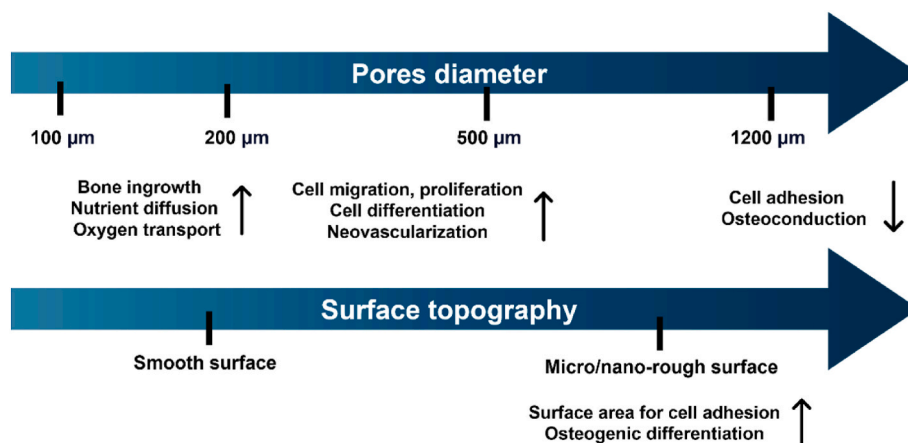 Pores diameter
100 µm 200 µm 500 µm 1200 µm
Bone ingrowth
Nutrient diffusion
Oxygen transport
Cell migration, proliferation
Cell differentiation
Neovascularization
Cell adhesion
Osteoconduction
Surface topography
Smooth surface
Micro/nano-rough surface
Surface area for cell adhesion
Osteogenic differentiation